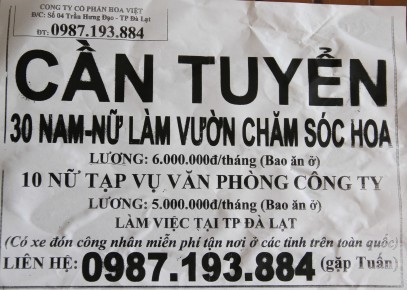 CÔNG TY CỔ PHẦN HOA VIỆT
Đ/C: Số 04 Trần Hưng Đạo - TP Đà Lạt
ĐT: 0987.193.884
CẦN TUYỂN
30 NAM-NỮ LÀM VƯỜN CHĂM SÓC HOA
LƯƠNG: 6.000.000đ/tháng (Bao ăn ở)
10 NỮ TẠP VỤ VĂN PHÒNG CÔNG TY
LƯƠNG: 5.000.000đ/tháng (Bao ăn ở)
LÀM VIỆC TẠI TP ĐÀ LẠT
(Có xe đón công nhân miễn phí tận nơi ở các tỉnh trên toàn quốc)
LIÊN HỆ: 0987.193.884 (gặp Tuấn)